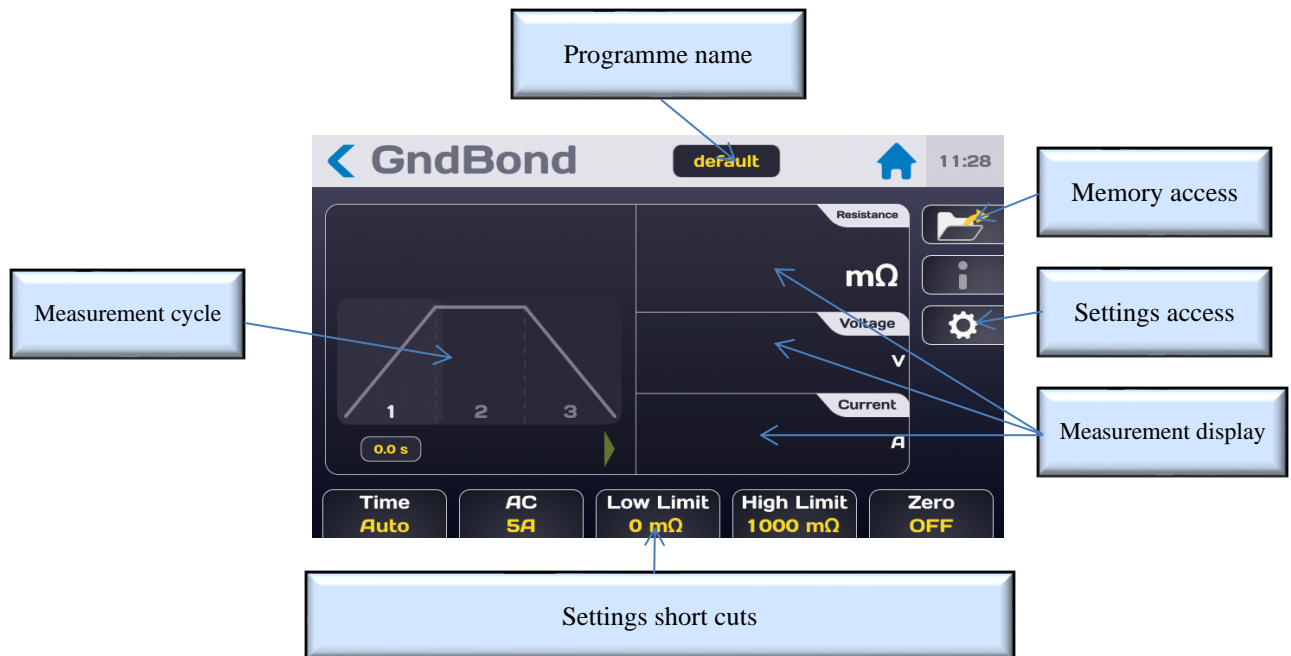 Programme name
GndBond
default
11:28
Memory access
Resistance
mΩ
Settings access
Measurement cycle
Voltage
V
Measurement display
Current
A
1
2
3
0.0 s
Time
Auto
AC
5A
Low Limit
0 mΩ
High Limit
1000 mΩ
Zero
OFF
Settings short cuts